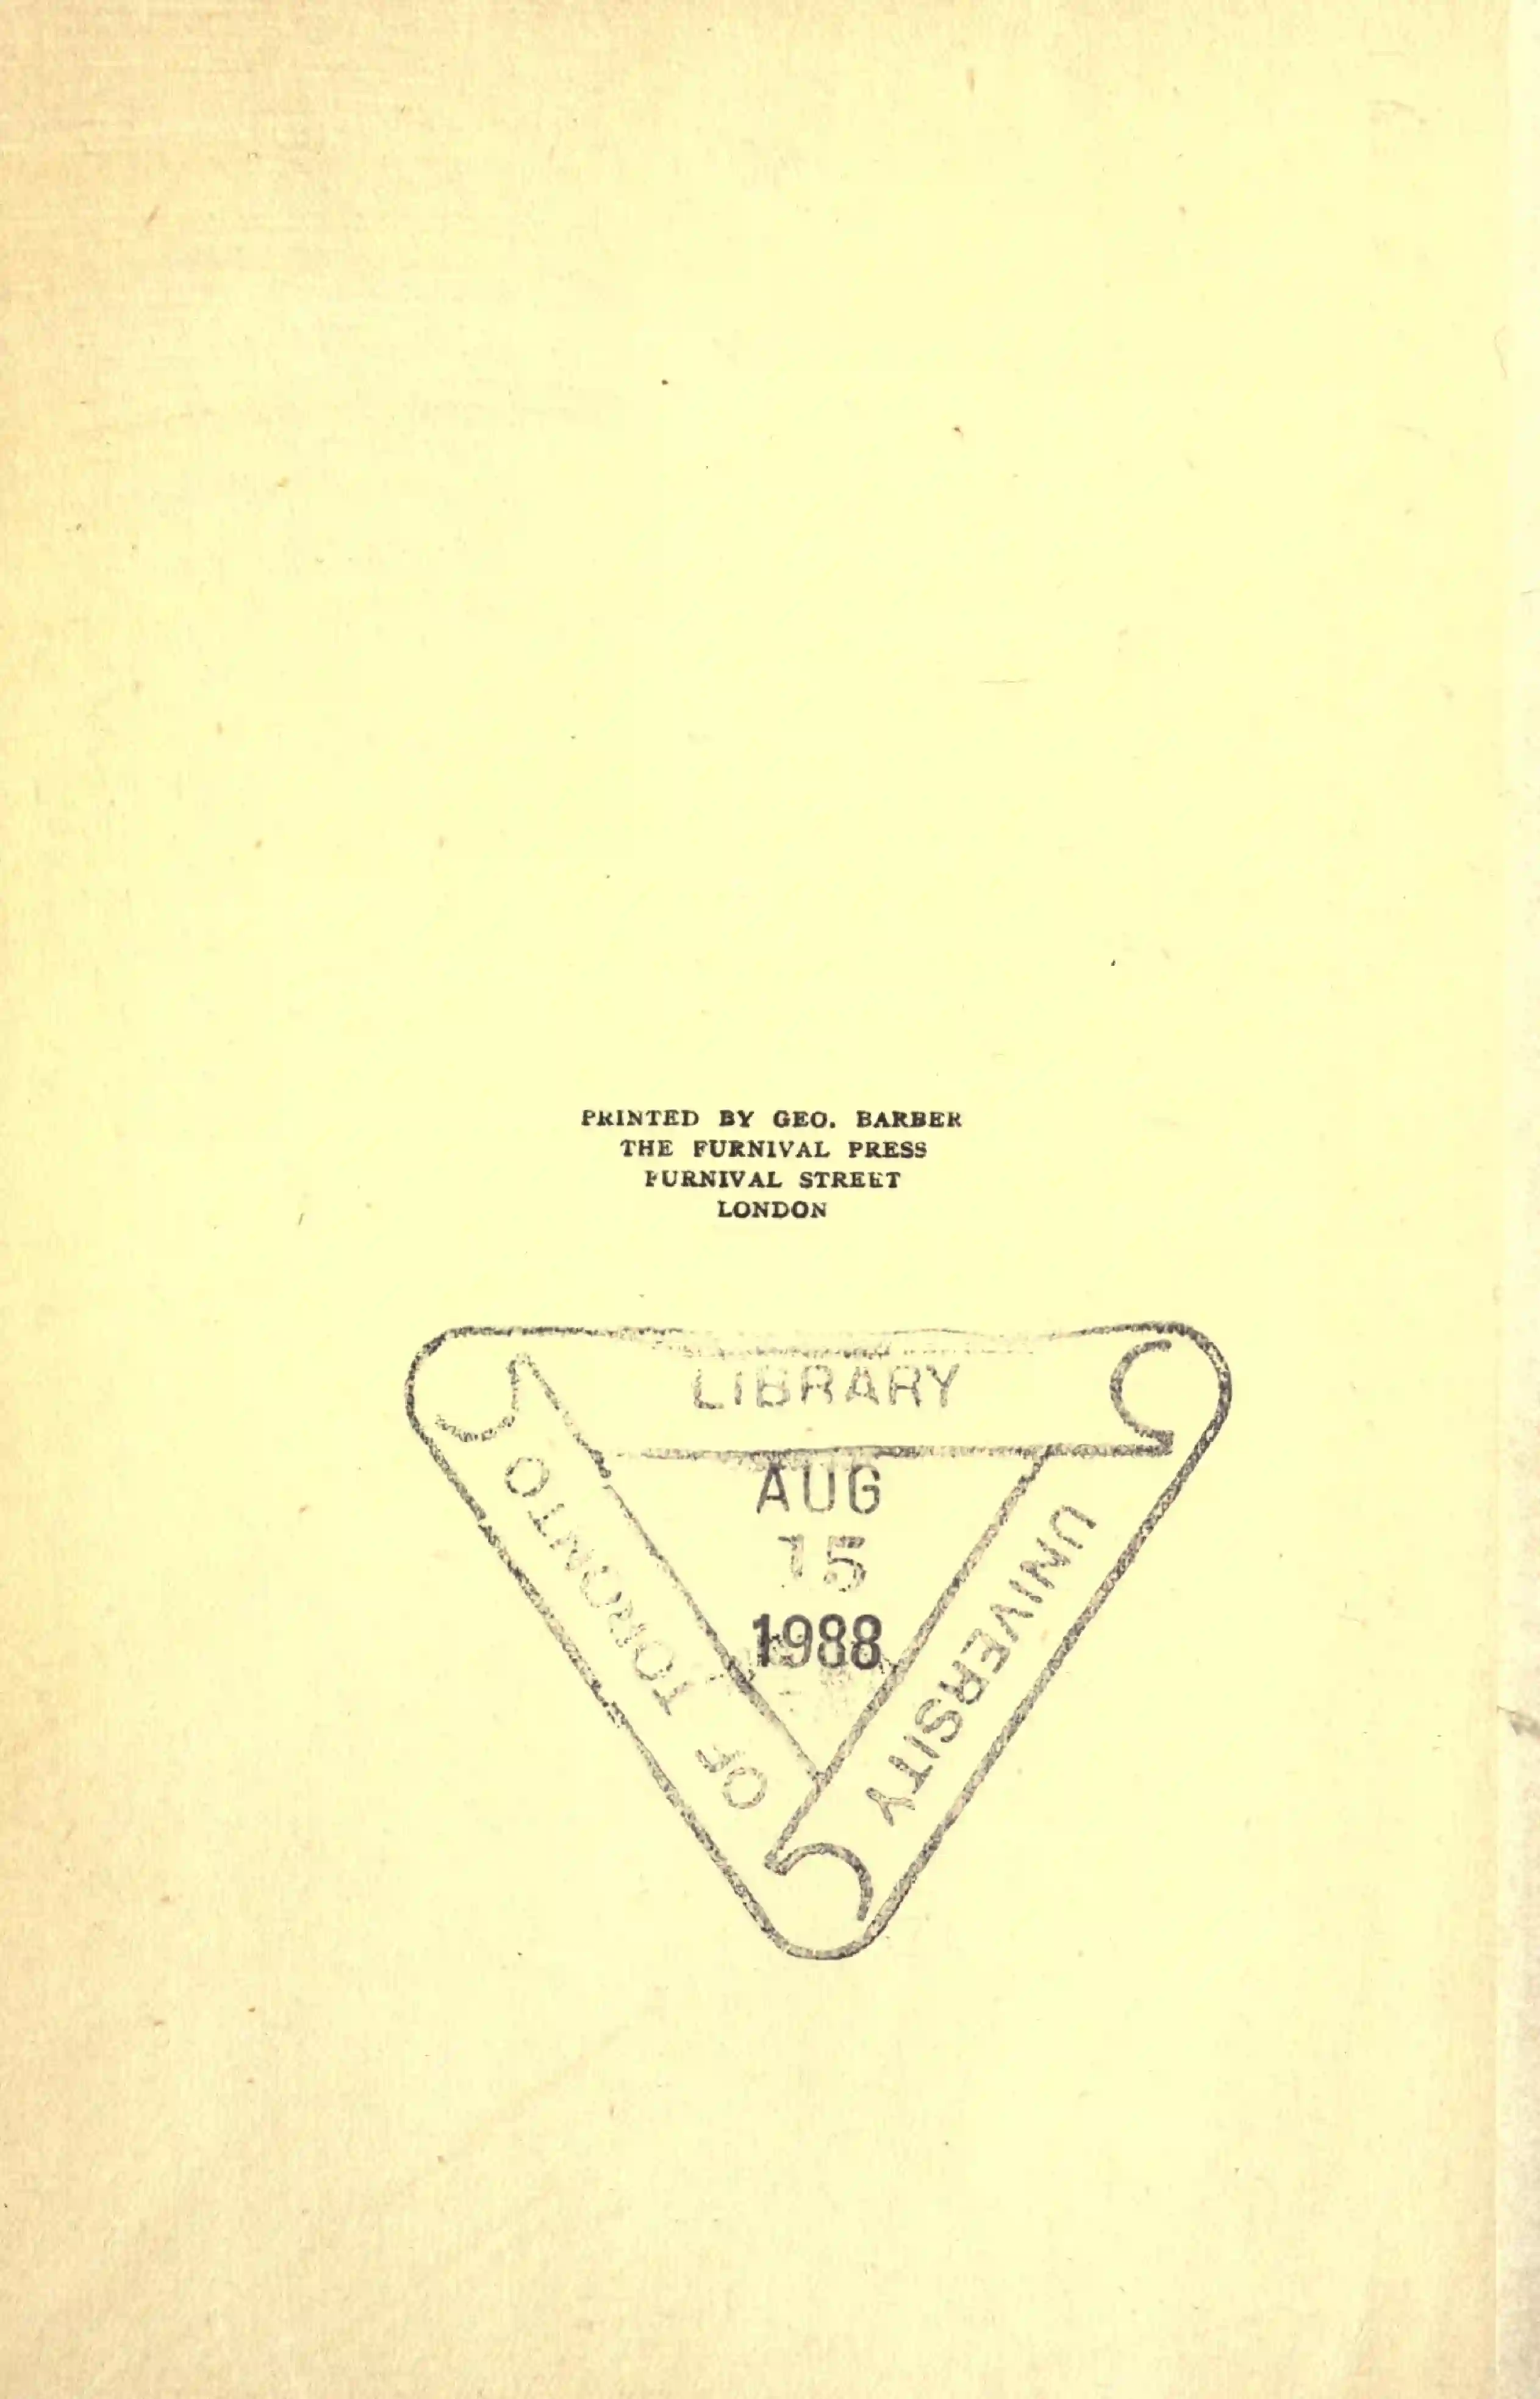 PRINTED BY GEO. BARBER
THE FURNIVAL PRESS
FURNIVAL STREET
LONDON
LIBRARY
AUG
15
1988
UNIVERSITY
OF TORONTO